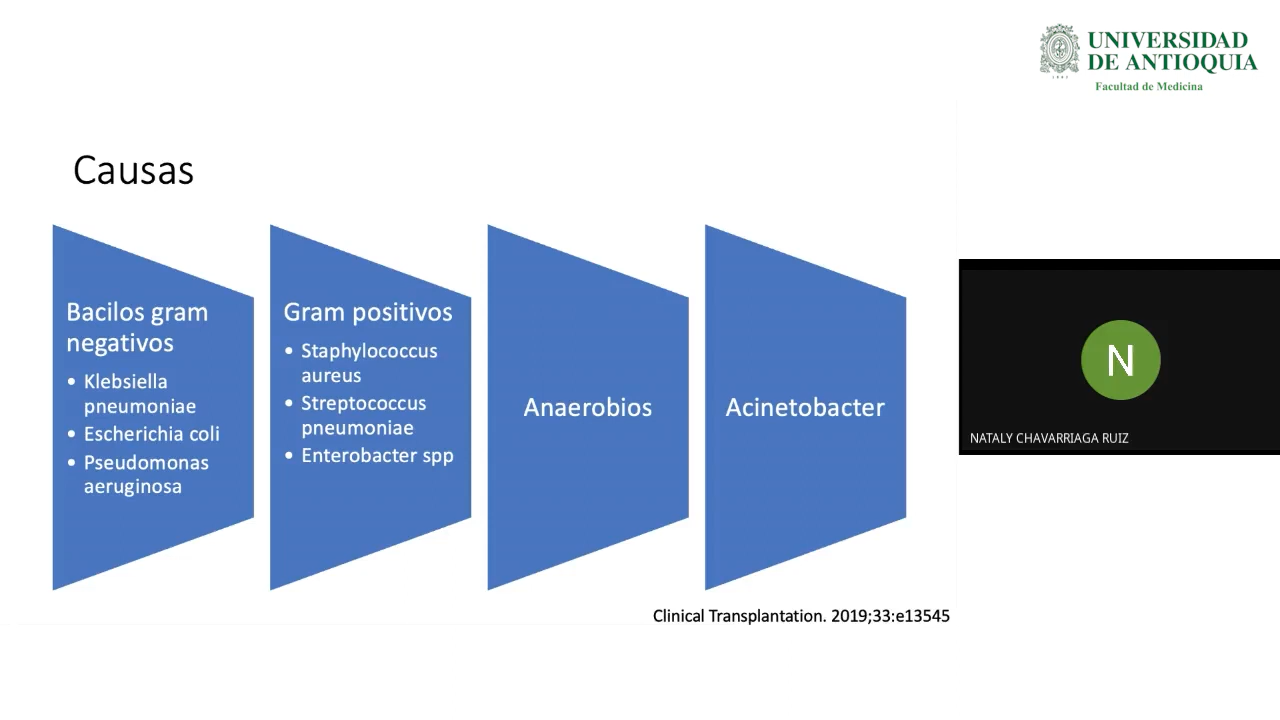 UNIVERSIDAD
DE ANTIOQUIA
Facultad de Medicina
Causas
Bacilos gram
negativos
• Klebsiella
pneumoniae
• Escherichia coli
• Pseudomonas
aeruginosa
Gram positivos
• Staphylococcus
aureus
• Streptococcus
pneumoniae
• Enterobacter spp
Anaerobios
Acinetobacter
N
NATALY CHAVARRIAGA RUIZ
Clinical Transplantation. 2019;33:e13545